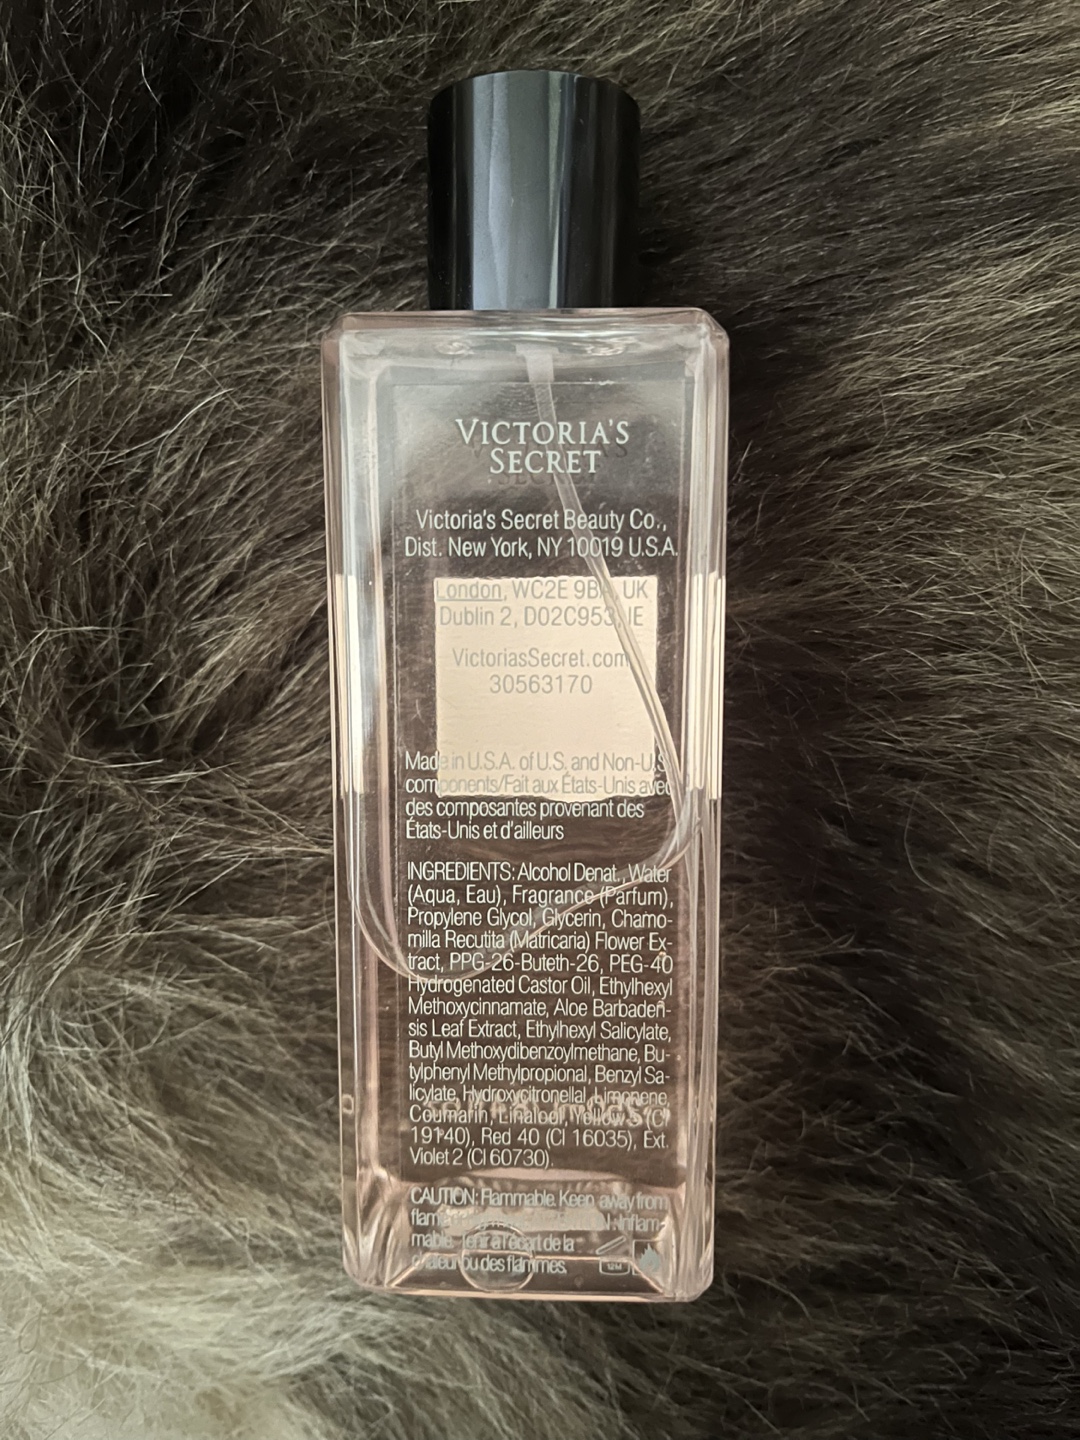 VICTORIA'S
SECRET
Victoria's Secret Beauty Co.,
Dist. New York, NY 10019 U.S.A.
London, WC2E 9B UK
Dublin 2, D02C953, IE
VictoriasSecret.com
30563170
Made in U.S.A. of U.S. and Non-U.S.
components/Fait aux États-Unis avec
des composantes provenant des
États-Unis et d'ailleurs
INGREDIENTS: Alcohol Denat., Water
(Aqua, Eau), Fragrance (Parfum),
Propylene Glycol, Glycerin, Chamo-
milla Recutita (Matricaria) Flower Ex-
tract, PPG-26-Buteth-26, PEG-40
Hydrogenated Castor Oil, Ethylhexyl
Methoxycinnamate, Aloe Barbaden-
sis Leaf Extract, Ethylhexyl Salicylate,
Butyl Methoxydibenzoylmethane, Bu-
tylphenyl Methylpropional, Benzyl Sa-
licylate, Hydroxycitronellal, Limonene,
Coumarin, Linalool, Yellow 5 (CI
19140), Red 40 (CI 16035), Ext.
Violet 2 (CI 60730).
CAUTION: Flammable. Keep away from
Inflam-
mable. Tenir à l'écart de la
chaleur ou des flammes.
12M